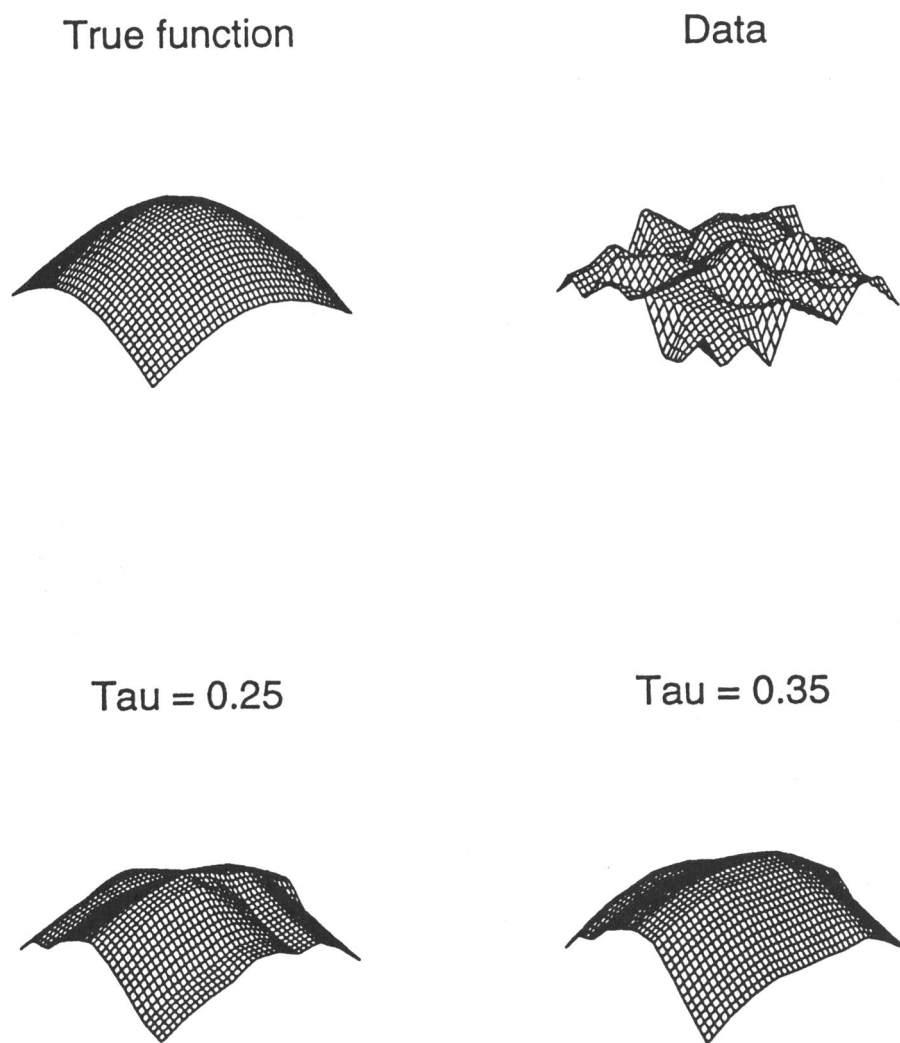 True function
Data
Tau = 0.25
Tau = 0.35